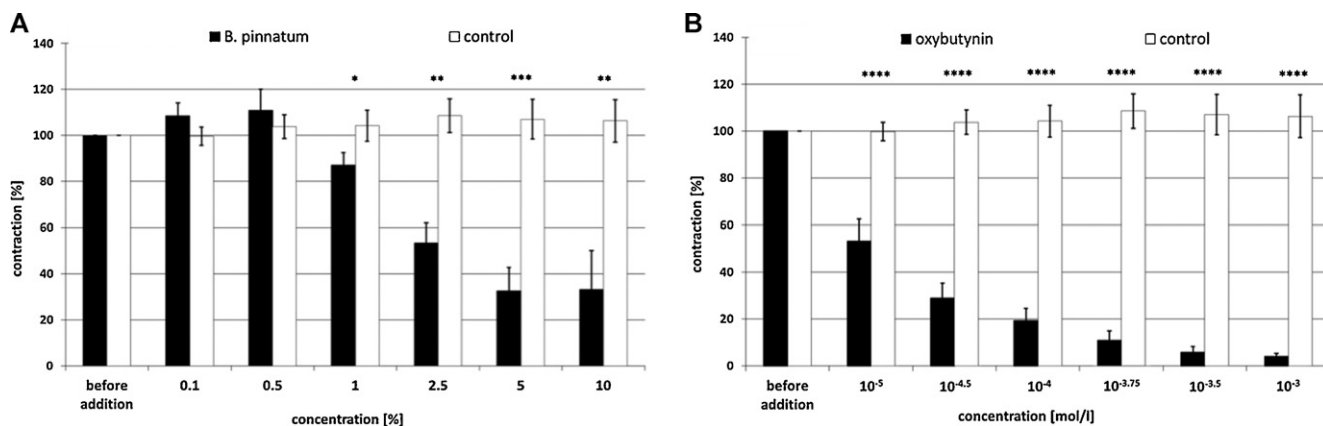 A
B. pinnatum control
140
120
100
80
60
40
20
0
contraction [%]
* ** *** **
before addition 0.1 0.5 1 2.5 5 10
concentration [%]
B
oxybutynin control
140
120
100
80
60
40
20
0
contraction [%]
**** **** **** **** **** ****
before addition 10⁻⁵ 10⁻⁴·⁵ 10⁻⁴ 10⁻³·⁷⁵ 10⁻³·⁵ 10⁻³
concentration [mol/l]